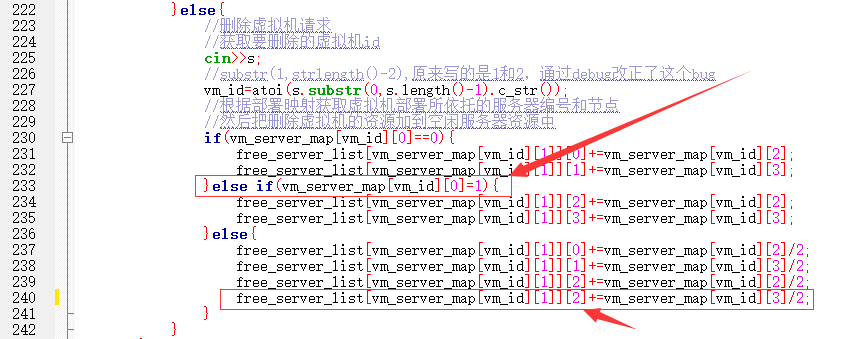 222 }else{
223 //删除虚拟机请求
224 //获取要删除的虚拟机id
225 cin>>s;
226 //substr(1,strlength()-2),原来写的是1和2，通过debug改正了这个bug
227 vm_id=atoi(s.substr(0,s.length()-1).c_str());
228 //根据部署映射获取虚拟机部署所依托的服务器编号和节点
229 //然后把删除虚拟机的资源加到空闲服务器资源中
230 if(vm_server_map[vm_id][0]==0){
231 free_server_list[vm_server_map[vm_id][1]][0]+=vm_server_map[vm_id][2];
232 free_server_list[vm_server_map[vm_id][1]][1]+=vm_server_map[vm_id][3];
233 }else if(vm_server_map[vm_id][0]=1){
234 free_server_list[vm_server_map[vm_id][1]][2]+=vm_server_map[vm_id][2];
235 free_server_list[vm_server_map[vm_id][1]][3]+=vm_server_map[vm_id][3];
236 }else{
237 free_server_list[vm_server_map[vm_id][1]][0]+=vm_server_map[vm_id][2]/2;
238 free_server_list[vm_server_map[vm_id][1]][1]+=vm_server_map[vm_id][3]/2;
239 free_server_list[vm_server_map[vm_id][1]][2]+=vm_server_map[vm_id][2]/2;
240 free_server_list[vm_server_map[vm_id][1]][2]+=vm_server_map[vm_id][3]/2;
241 }
242 }